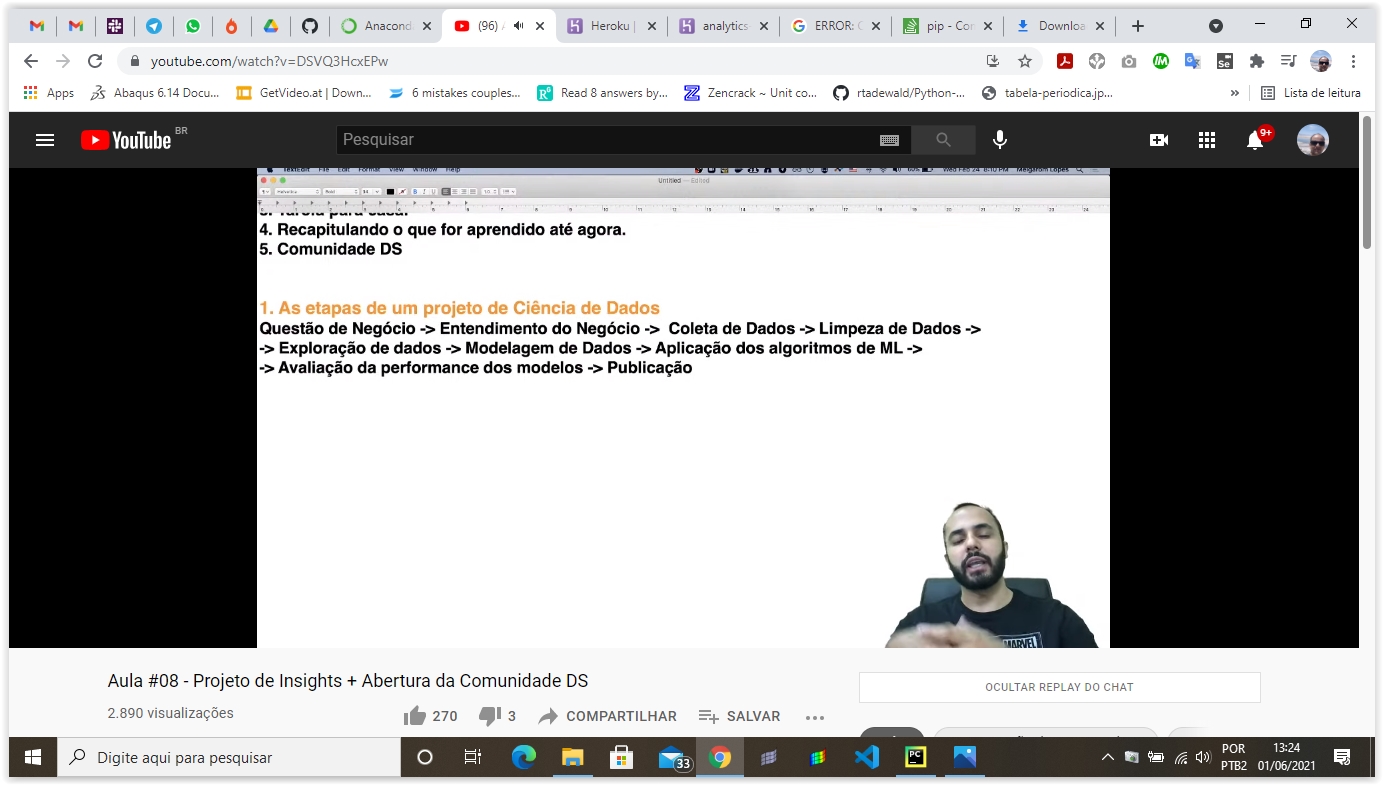 Anacond
(96)
Heroku |
analytics
ERROR: C
pip - Con
Downloa
youtube.com/watch?v=DSVQ3HcxEPw
Apps
Abaqus 6.14 Docu...
GetVideo.at | Down...
6 mistakes couples...
Read 8 answers by...
Zencrack ~ Unit co...
rtadewald/Python-...
tabela-periodica.jp...
»
Lista de leitura
YouTube BR
Pesquisar
9+
TextEdit File Edit Format View Window Help
Wed Feb 24 8:10 PM Meigarom Lopes
Untitled — Edited
3. Tarefa para casa.
4. Recapitulando o que for aprendido até agora.
5. Comunidade DS
1. As etapas de um projeto de Ciência de Dados
Questão de Negócio -> Entendimento do Negócio -> Coleta de Dados -> Limpeza de Dados ->
-> Exploração de dados -> Modelagem de Dados -> Aplicação dos algoritmos de ML ->
-> Avaliação da performance dos modelos -> Publicação
MARVEL
Aula #08 - Projeto de Insights + Abertura da Comunidade DS
2.890 visualizações
270
3
COMPARTILHAR
SALVAR
OCULTAR REPLAY DO CHAT
Digite aqui para pesquisar
33
PC
POR
PTB2
13:24
01/06/2021